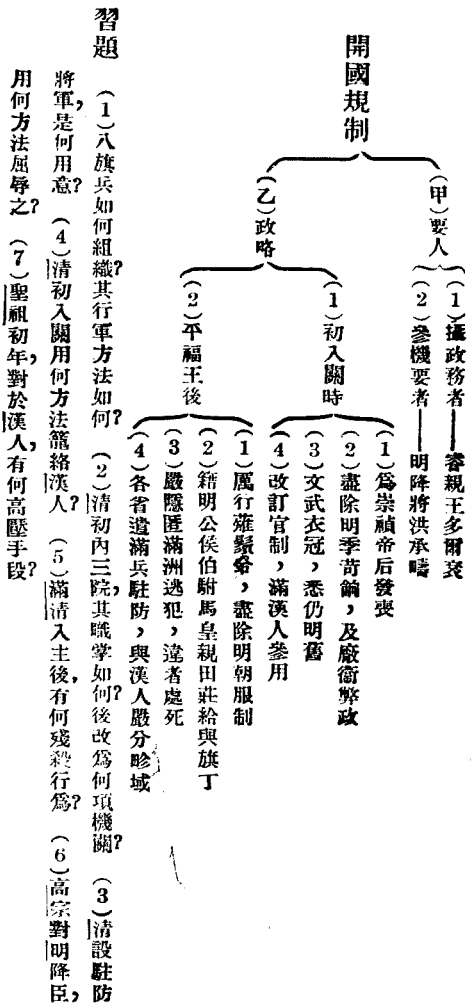 開國規制
(甲)要人
(1)攝政務者——睿親王多爾袞
(2)參機要者——明降將洪承疇
(乙)政略
(1)初入關時
(1)爲崇禎帝后發喪
(2)盡除明季苛餉，及廠衞弊政
(3)文武衣冠，悉仍明舊
(4)改訂官制，滿漢人參用
(2)平福王後
(1)厲行薙髮令，盡除明朝服制
(2)籍明公侯伯駙馬皇親田莊給與旗丁
(3)嚴隱匿滿洲逃犯，違者處死
(4)各省遣滿兵駐防，與漢人嚴分畛域
習題 (1)八旗兵如何組織？其行軍方法如何？ (2)清初內三院，其職掌如何？後改爲何項機關？ (3)清設駐防
將軍，是何用意？ (4)清初入關用何方法籠絡漢人？ (5)滿清入主後，有何殘殺行爲？ (6)高宗對明降臣，
用何方法屈辱之？ (7)聖祖初年，對於漢人，有何高壓手段？